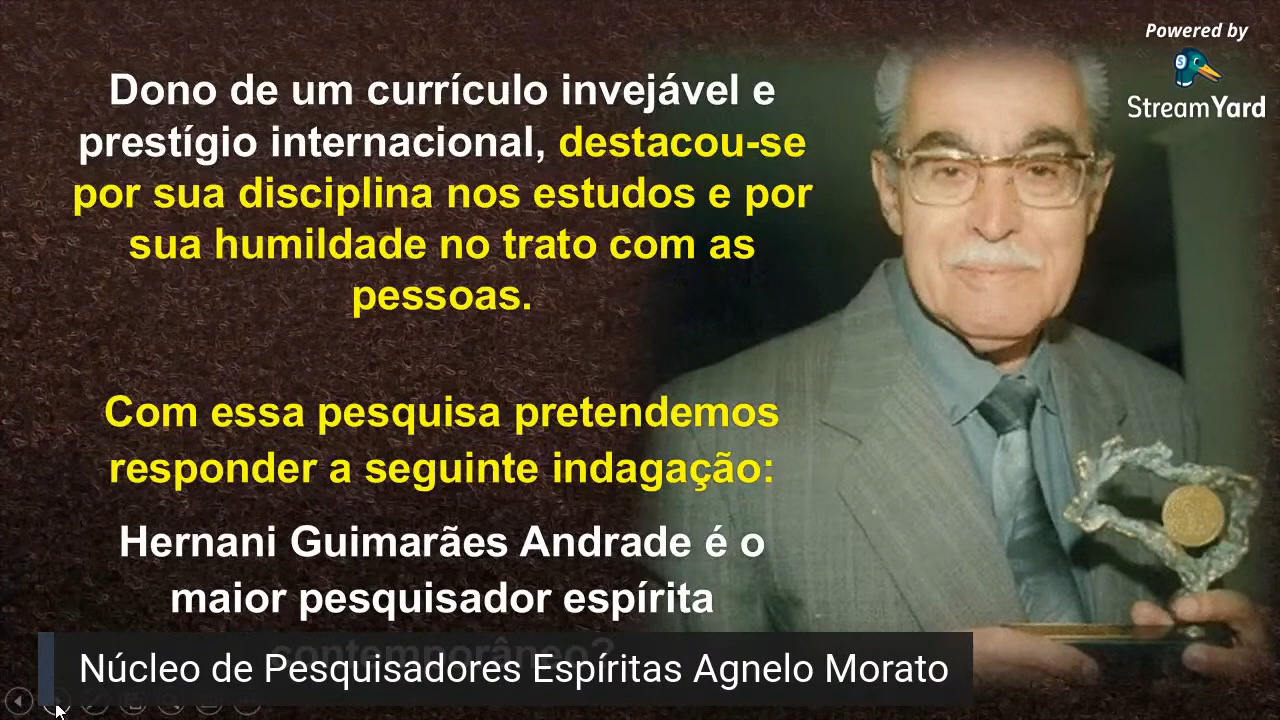 Powered by
StreamYard
Dono de um currículo invejável e
prestígio internacional, destacou-se
por sua disciplina nos estudos e por
sua humildade no trato com as
pessoas.
Com essa pesquisa pretendemos
responder a seguinte indagação:
Hernani Guimarães Andrade é o
maior pesquisador espírita
contemporâneo?
Núcleo de Pesquisadores Espíritas Agnelo Morato